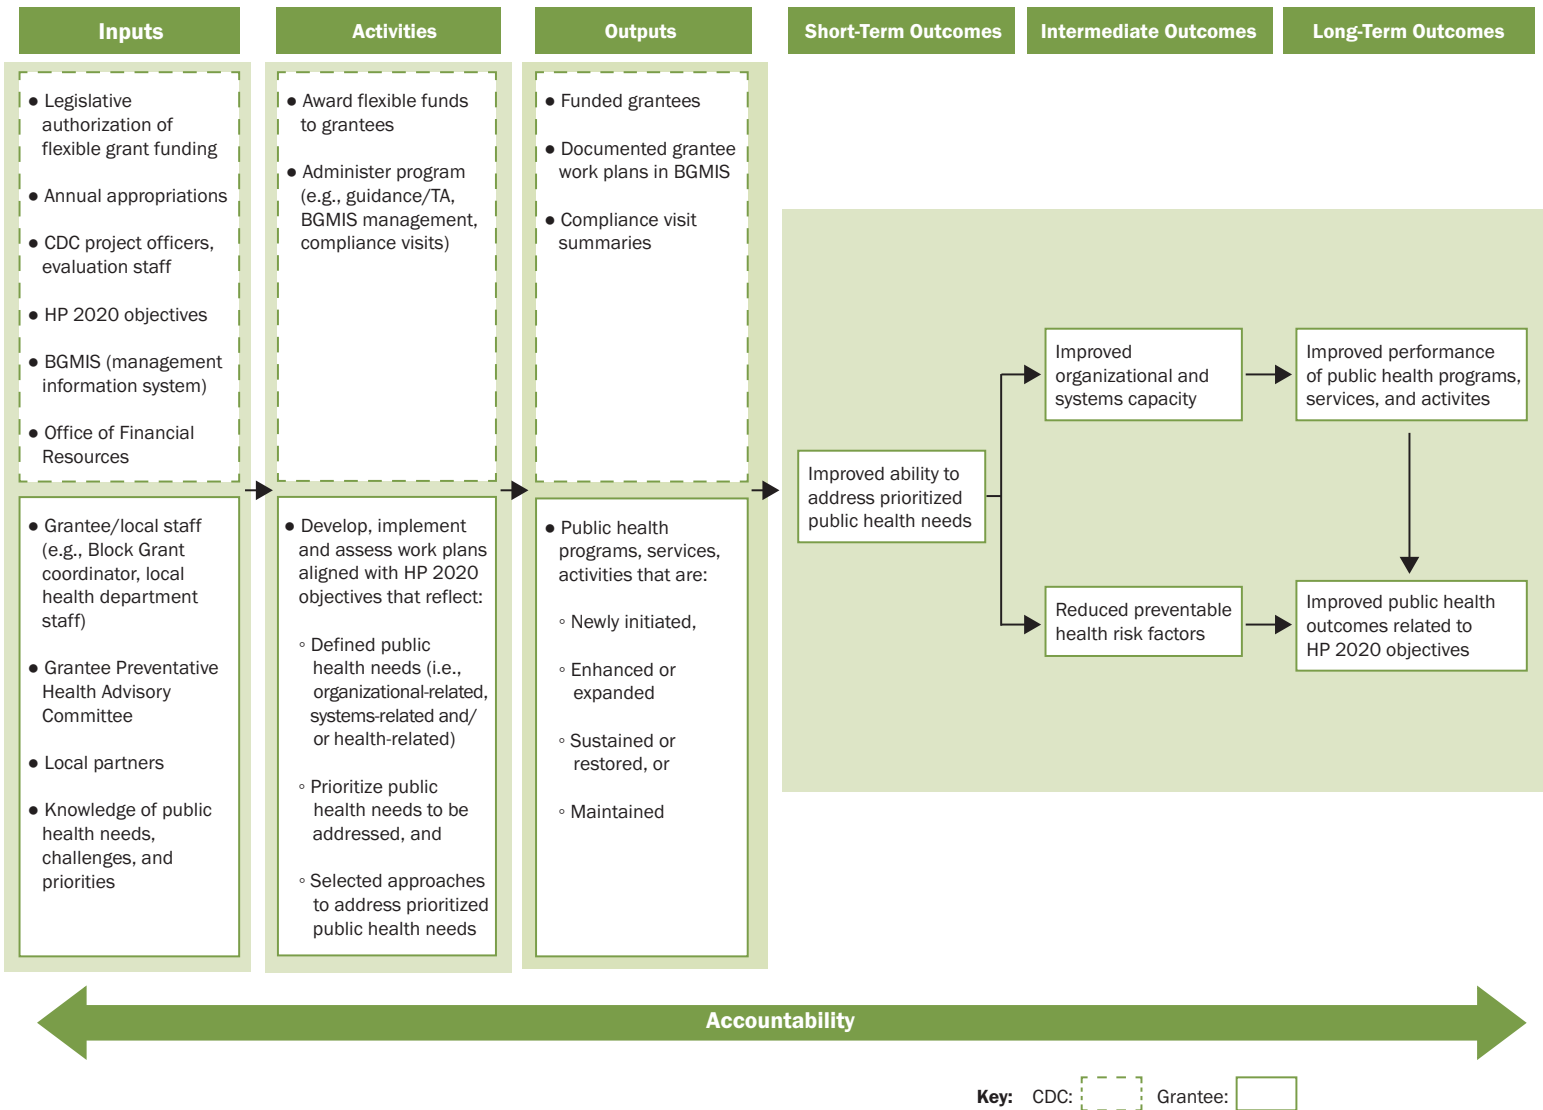 Inputs
Activities
Outputs
Short-Term Outcomes
Intermediate Outcomes
Long-Term Outcomes
● Legislative
authorization of
flexible grant funding
● Annual appropriations
● CDC project officers,
evaluation staff
● HP 2020 objectives
● BGMIS (management
information system)
● Office of Financial
Resources
● Grantee/local staff
(e.g., Block Grant
coordinator, local
health department
staff)
● Grantee Preventative
Health Advisory
Committee
● Local partners
● Knowledge of public
health needs,
challenges, and
priorities
● Award flexible funds
to grantees
● Administer program
(e.g., guidance/TA,
BGMIS management,
compliance visits)
● Develop, implement
and assess work plans
aligned with HP 2020
objectives that reflect:
◦ Defined public
health needs (i.e.,
organizational-related,
systems-related and/
or health-related)
◦ Prioritize public
health needs to be
addressed, and
◦ Selected approaches
to address prioritized
public health needs
● Funded grantees
● Documented grantee
work plans in BGMIS
● Compliance visit
summaries
● Public health
programs, services,
activities that are:
◦ Newly initiated,
◦ Enhanced or
expanded
◦ Sustained or
restored, or
◦ Maintained
Improved ability to
address prioritized
public health needs
Improved
organizational and
systems capacity
Reduced preventable
health risk factors
Improved performance
of public health programs,
services, and activites
Improved public health
outcomes related to
HP 2020 objectives
Accountability
Key: CDC: Grantee: